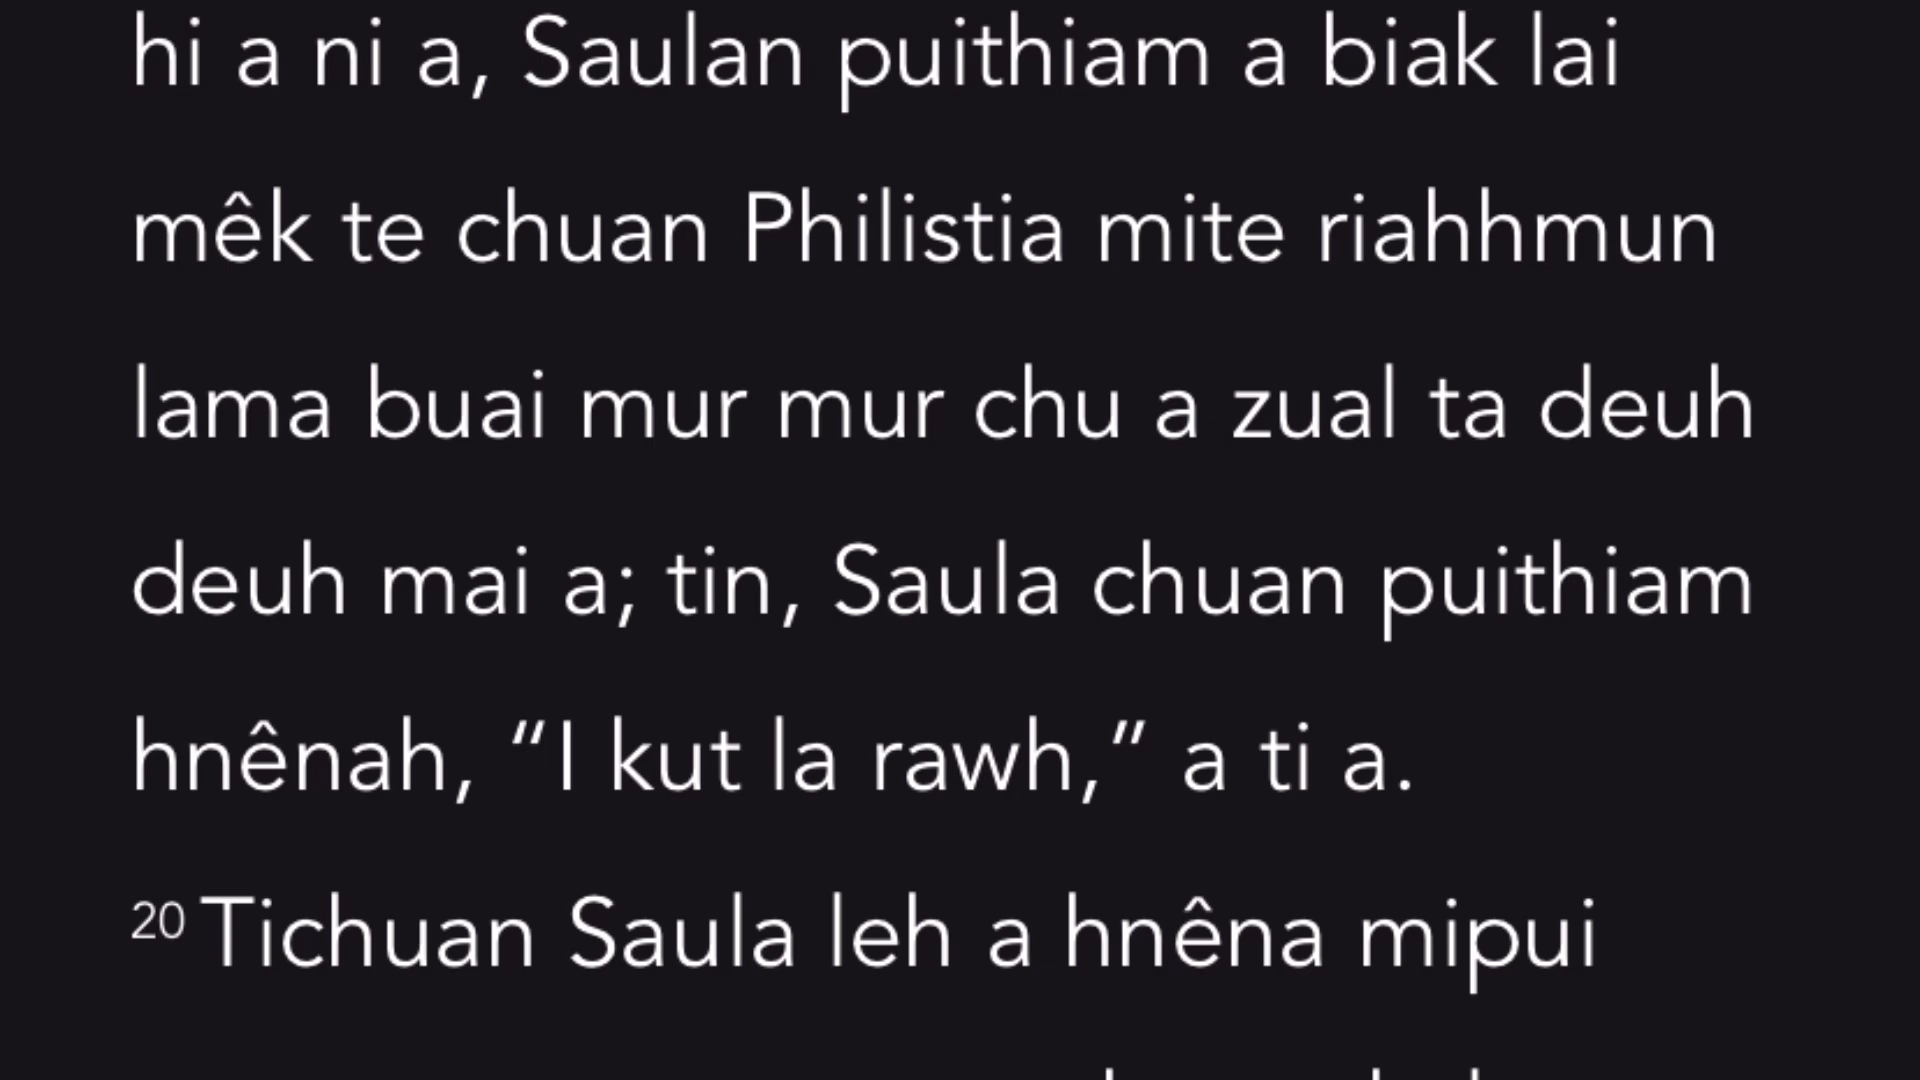 hi a ni a, Saulan puithiam a biak lai
mêk te chuan Philistia mite riahhmun
lama buai mur mur chu a zual ta deuh
deuh mai a; tin, Saula chuan puithiam
hnênah, “I kut la rawh,” a ti a.
20 Tichuan Saula leh a hnêna mipui